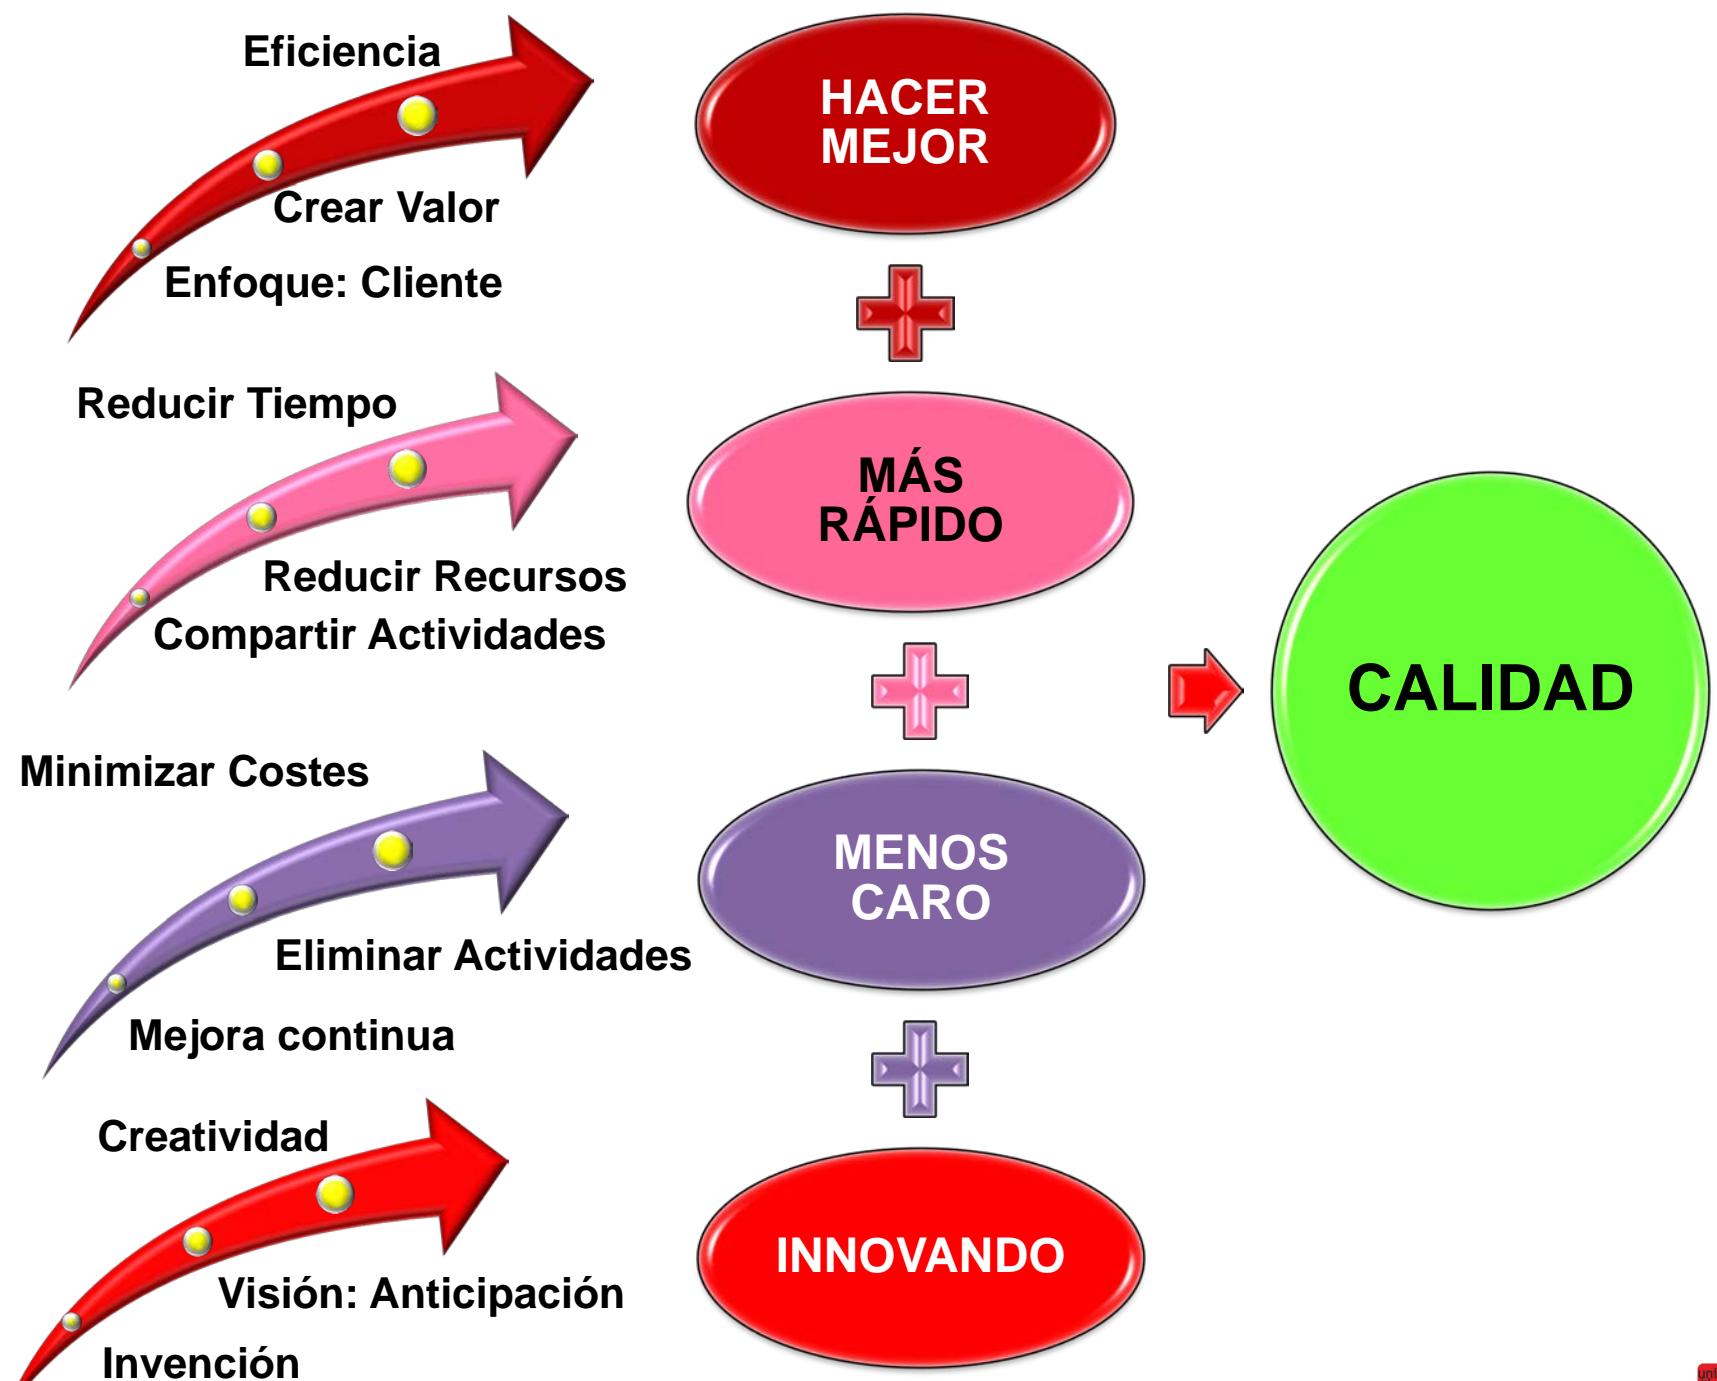 Eficiencia
Crear Valor
Enfoque: Cliente
HACER
MEJOR
Reducir Tiempo
Reducir Recursos
Compartir Actividades
MÁS
RÁPIDO
Minimizar Costes
Eliminar Actividades
Mejora continua
MENOS
CARO
Creatividad
Visión: Anticipación
Invención
INNOVANDO
CALIDAD
uni